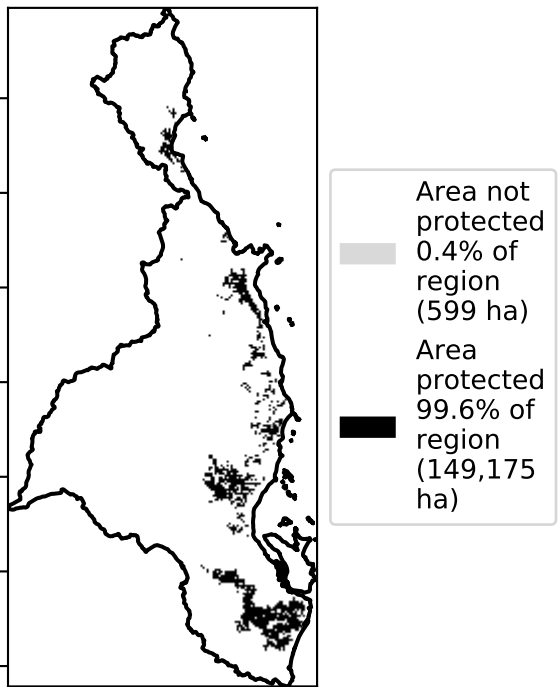 Area not
protected
0.4% of
region
(599 ha)
Area
protected
99.6% of
region
(149,175
ha)